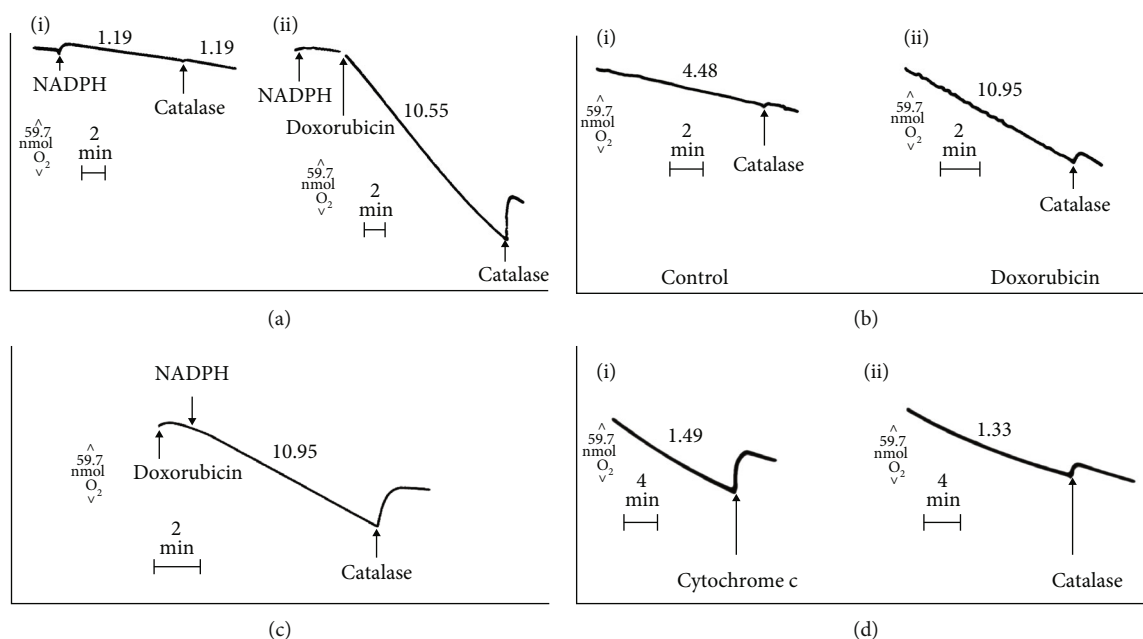 (i)
1.19
1.19
NADPH
Catalase
59.7
nmol
O2
2
min
(ii)
NADPH
Doxorubicin
10.55
59.7
nmol
O2
2
min
Catalase
(a)
(i)
4.48
59.7
nmol
O2
2
min
Catalase
Control
(ii)
10.95
59.7
nmol
O2
2
min
Catalase
Doxorubicin
(b)
NADPH
10.95
59.7
nmol
O2
Doxorubicin
2
min
Catalase
(c)
(i)
1.49
59.7
nmol
O2
4
min
Cytochrome c
(ii)
1.33
59.7
nmol
O2
4
min
Catalase
(d)